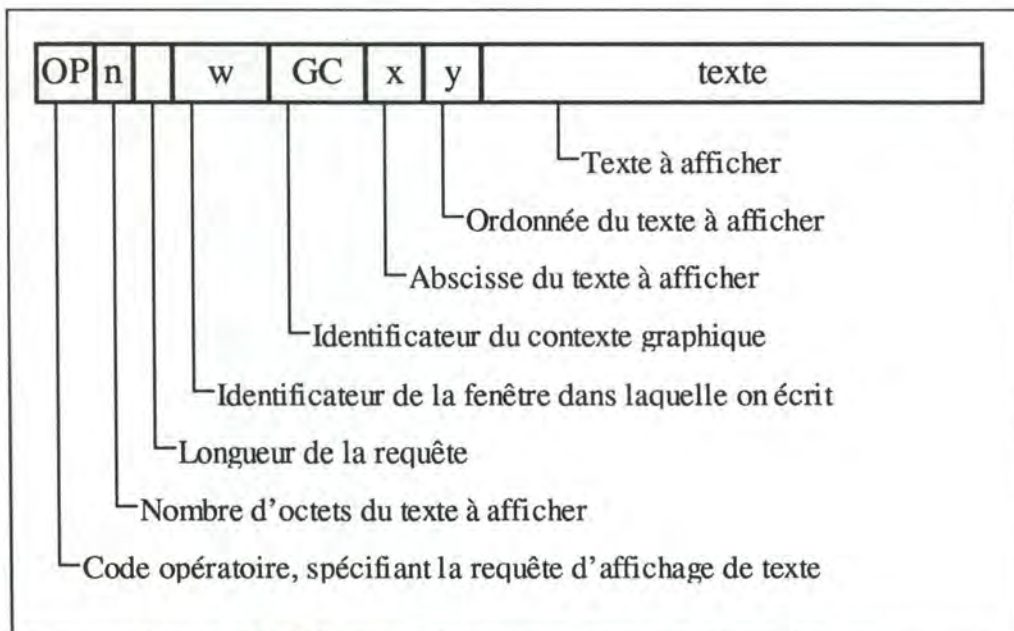 OP n w GC x y texte
Texte à afficher
Ordonnée du texte à afficher
Abscisse du texte à afficher
Identificateur du contexte graphique
Identificateur de la fenêtre dans laquelle on écrit
Longueur de la requête
Nombre d'octets du texte à afficher
Code opératoire, spécifiant la requête d'affichage de texte